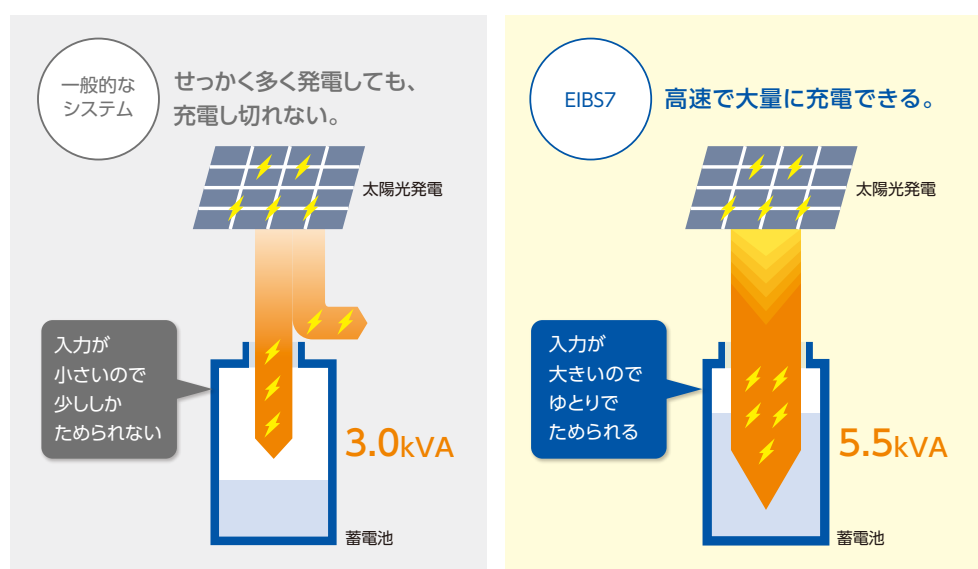 一般的な
システム
せっかく多く発電しても、
充電し切れない。
太陽光発電
入力が
小さいので
少ししか
ためられない
3.0kVA
蓄電池
EIBS7
高速で大量に充電できる。
太陽光発電
入力が
大きいので
ゆとりで
ためられる
5.5kVA
蓄電池